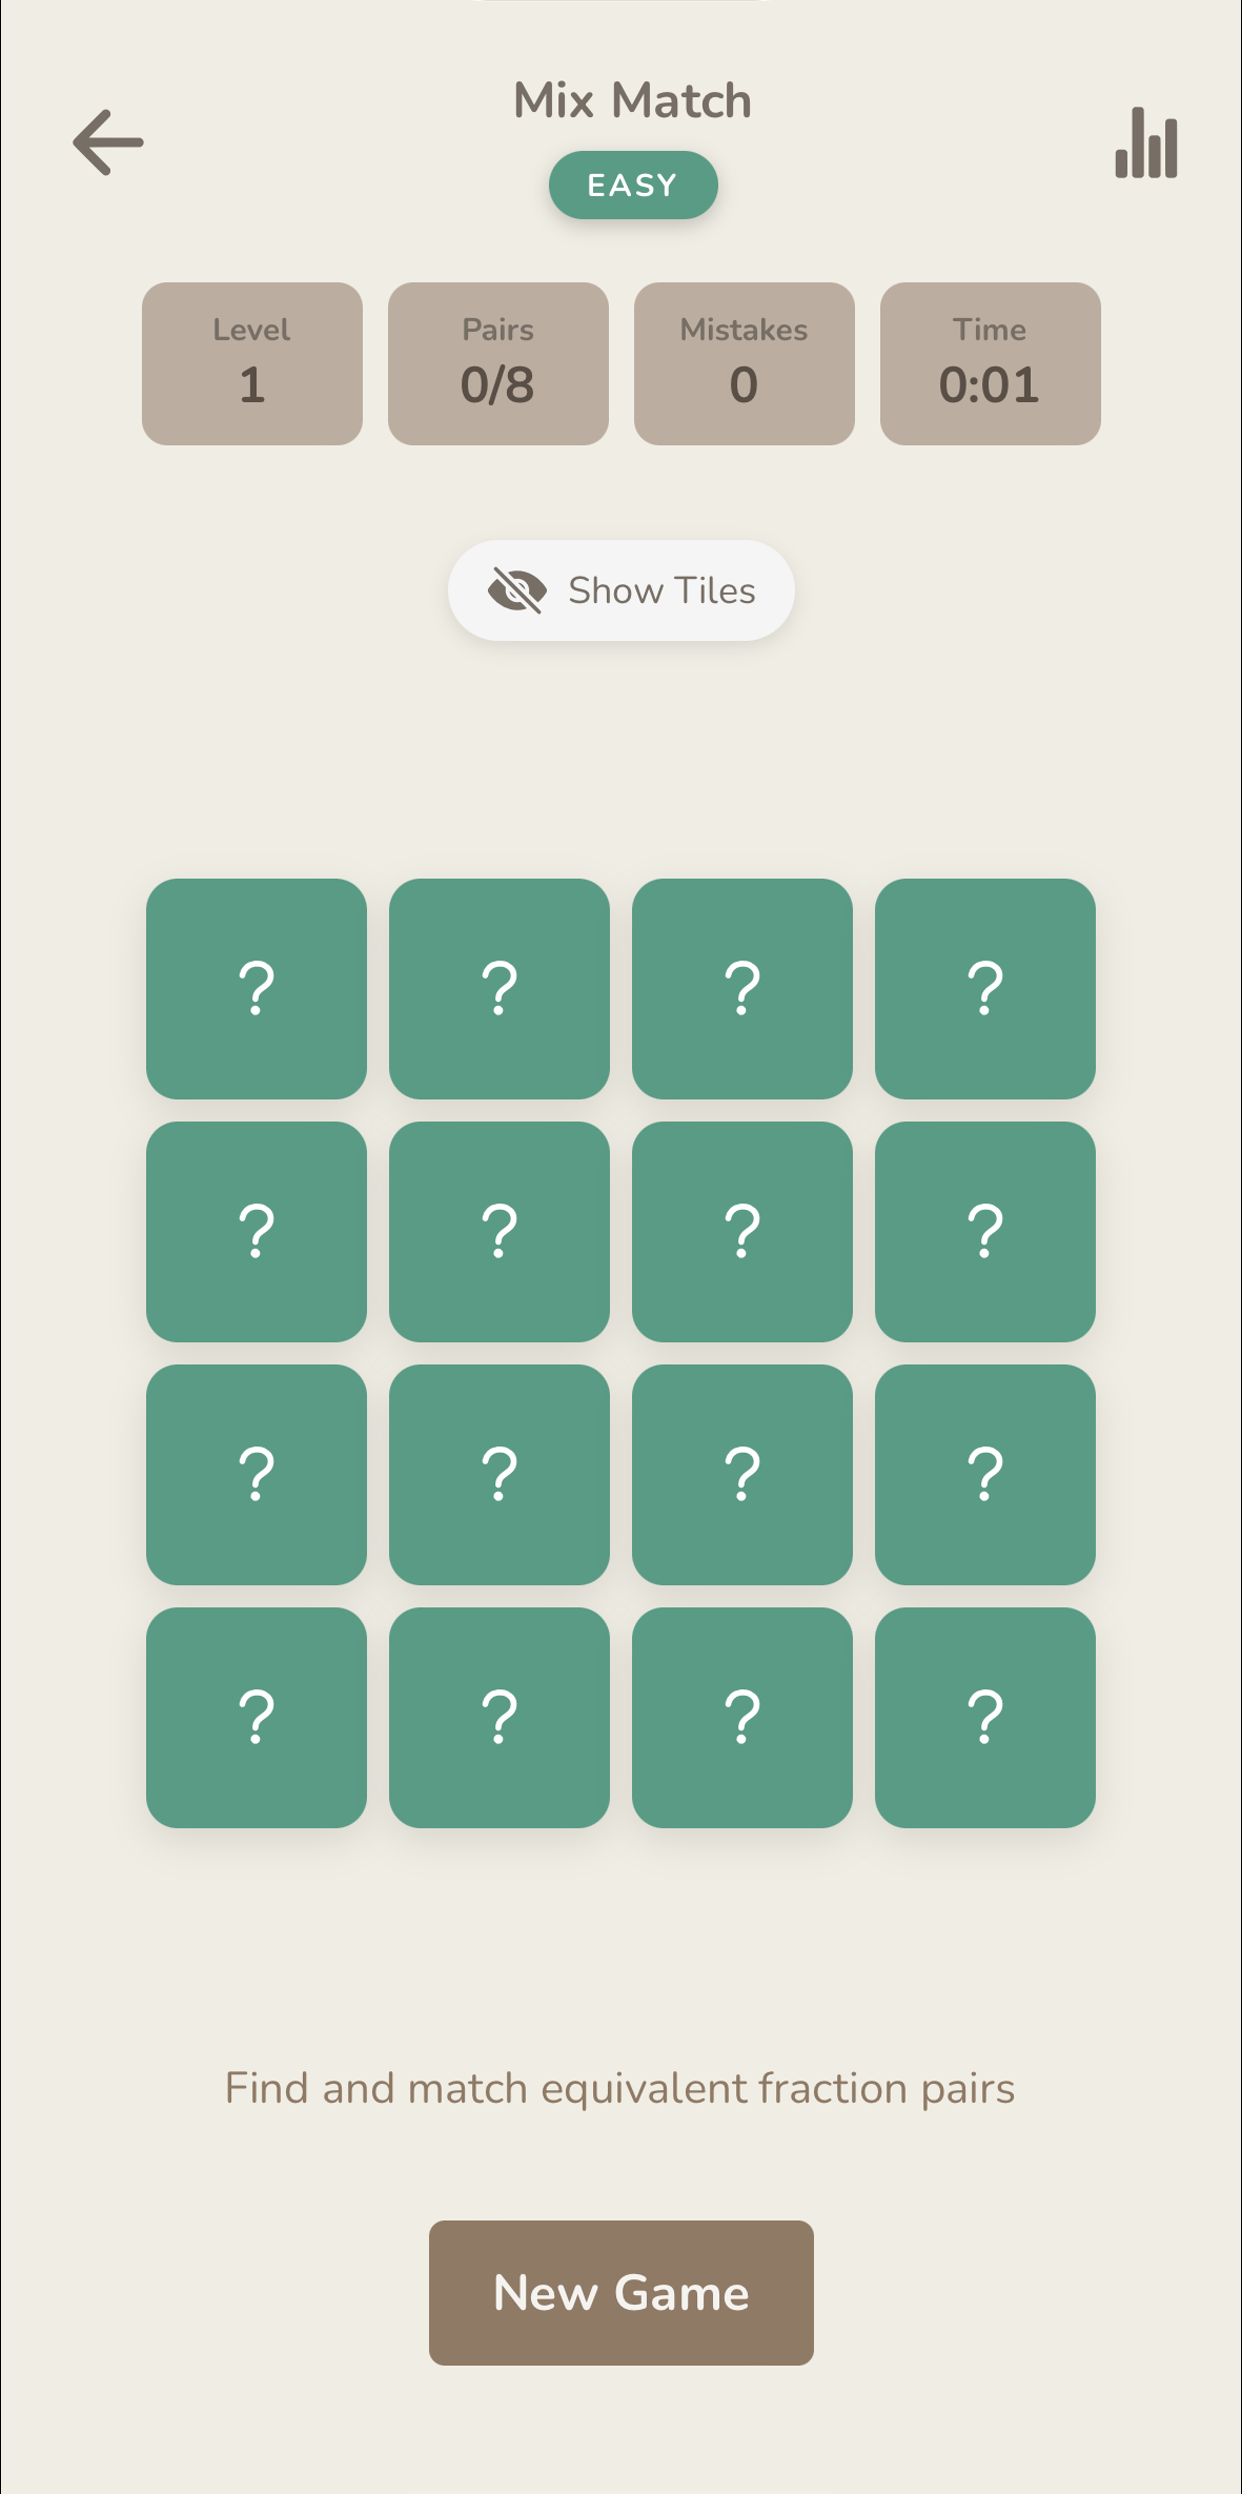 Mix Match
EASY
Level Pairs Mistakes Time
1 0/8 0 0:01
Show Tiles
? ? ? ?
? ? ? ?
? ? ? ?
? ? ? ?
Find and match equivalent fraction pairs
New Game